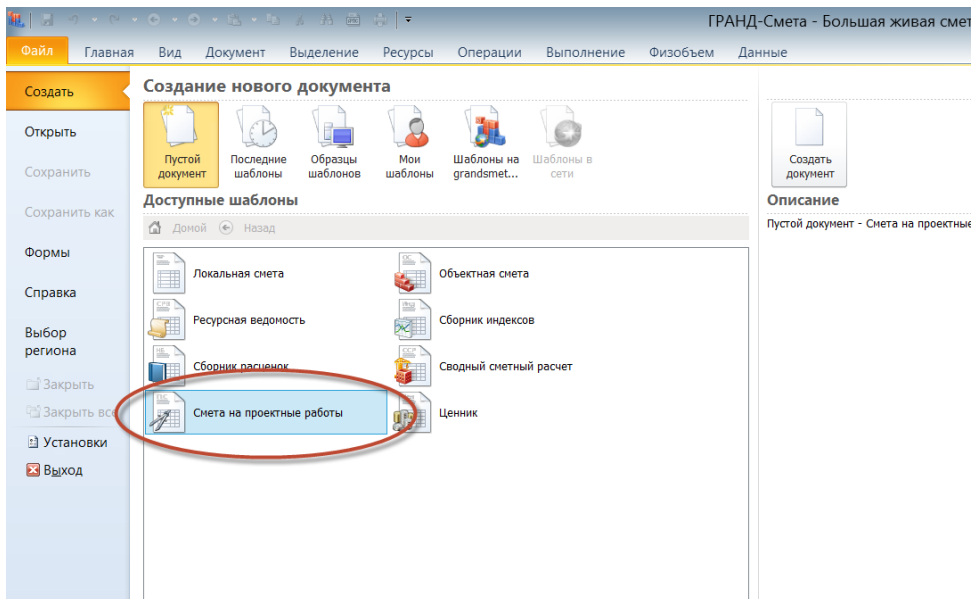 ГРАНД-Смета - Большая живая смет
Файл Главная Вид Документ Выделение Ресурсы Операции Выполнение Физобъем Данные
Создать
Открыть
Сохранить
Сохранить как
Формы
Справка
Выбор
региона
Закрыть
Закрыть все
Установки
Выход
Создание нового документа
Пустой
документ
Последние
шаблоны
Образцы
шаблонов
Мои
шаблоны
Шаблоны на
grandsmet...
Шаблоны в
сети
Доступные шаблоны
Домой Назад
Локальная смета
Объектная смета
Ресурсная ведомость
Сборник индексов
Сборник расценок
Сводный сметный расчет
Смета на проектные работы
Ценник
Создать
документ
Описание
Пустой документ - Смета на проектные